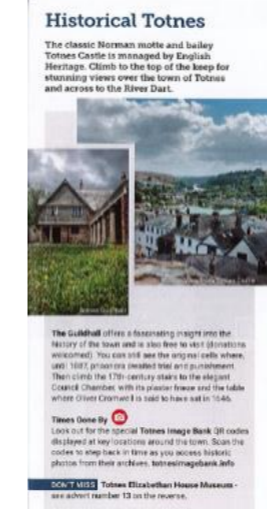 Historical Totnes
The classic Norman motte and bailey
Totnes Castle is managed by English
Heritage. Climb to the top of the keep for
stunning views over the town of Totnes
and across to the River Dart.
The Guildhall offers a fascinating insight into the
history of the town and is also free to visit (donations
welcomed). You can still see the original cells where,
until 1887, prisoners awaited trial and punishment.
Then climb the 17th century stairs to the elegant
Council Chamber, with its plaster frieze and the table
where Oliver Cromwell is said to have sat in 1646.
Times Gone By
Look out for the special Totnes Image Bank QR codes
displayed at key locations around the town. Scan the
codes to step back in time as you access historic
photos from their archives. totnesimagebank.info
DON'T MISS Totnes Elizabethan House Museum -
see advert number 13 on the reverse.